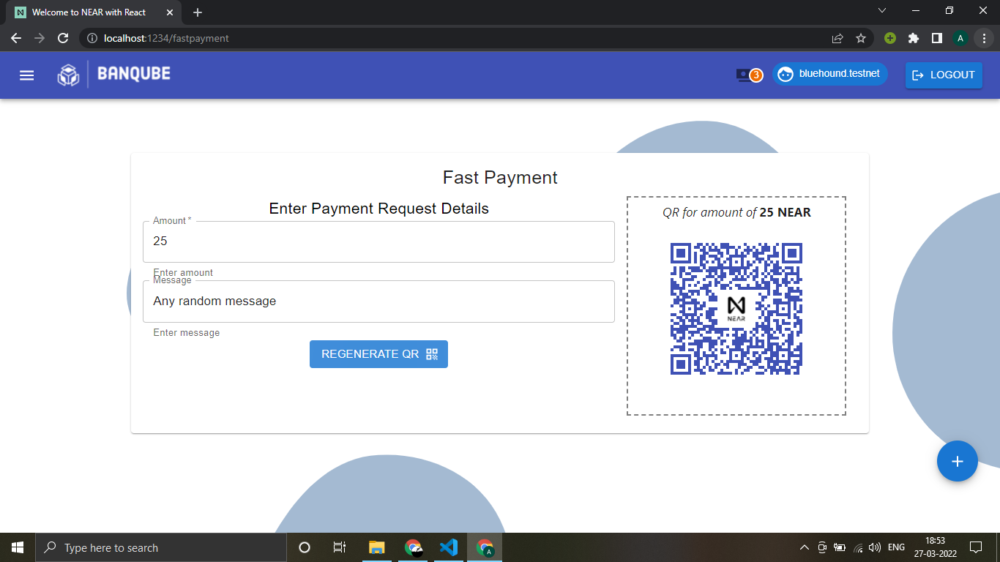 Welcome to NEAR with React
localhost:1234/fastpayment
A
BANQUBE
3
bluehound.testnet
LOGOUT
Fast Payment
Enter Payment Request Details
Amount *
25
Enter amount
Message
Any random message
Enter message
REGENERATE QR
QR for amount of 25 NEAR
NEAR
Type here to search
A
ENG
18:53
27-03-2022